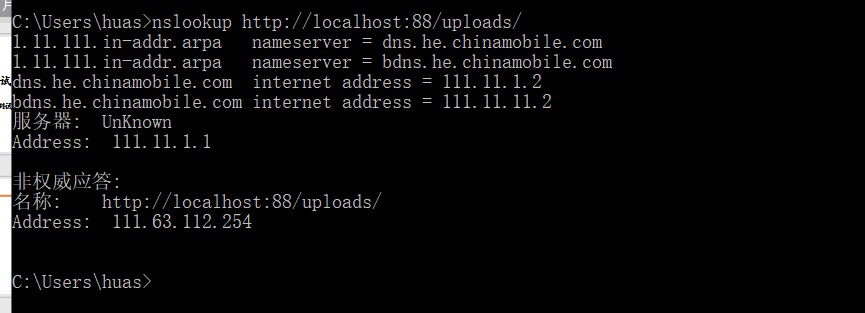 C:\Users\huas>nslookup http://localhost:88/uploads/
1.11.111.in-addr.arpa   nameserver = dns.he.chinamobile.com
1.11.111.in-addr.arpa   nameserver = bdns.he.chinamobile.com
dns.he.chinamobile.com  internet address = 111.11.1.2
bdns.he.chinamobile.com internet address = 111.11.11.2
服务器:  UnKnown
Address:  111.11.1.1
非权威应答:
名称:    http://localhost:88/uploads/
Address:  111.63.112.254
C:\Users\huas>